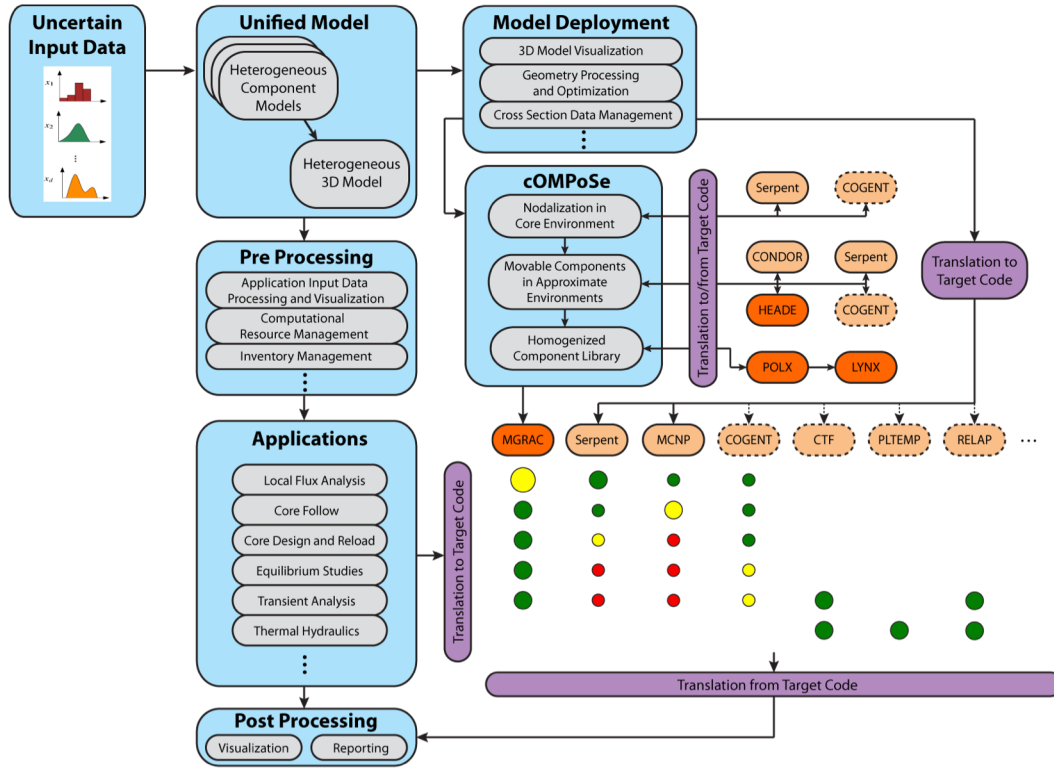 Uncertain
Input Data
x1
x2
⋮
xd
Unified Model
Heterogeneous
Component
Models
Heterogeneous
3D Model
Model Deployment
3D Model Visualization
Geometry Processing
and Optimization
Cross Section Data Management
⋮
Pre Processing
Application Input Data
Processing and Visualization
Computational
Resource Management
Inventory Management
⋮
cOMPoSe
Nodalization in
Core Environment
Movable Components
in Approximate
Environments
Homogenized
Component Library
Translation to/from Target Code
Serpent
COGENT
CONDOR
Serpent
HEADE
COGENT
POLX
LYNX
Translation to
Target Code
Applications
Local Flux Analysis
Core Follow
Core Design and Reload
Equilibrium Studies
Transient Analysis
Thermal Hydraulics
⋮
Translation to Target Code
MGRAC
Serpent
MCNP
COGENT
CTF
PLTEMP
RELAP
...
Translation from Target Code
Post Processing
Visualization
Reporting